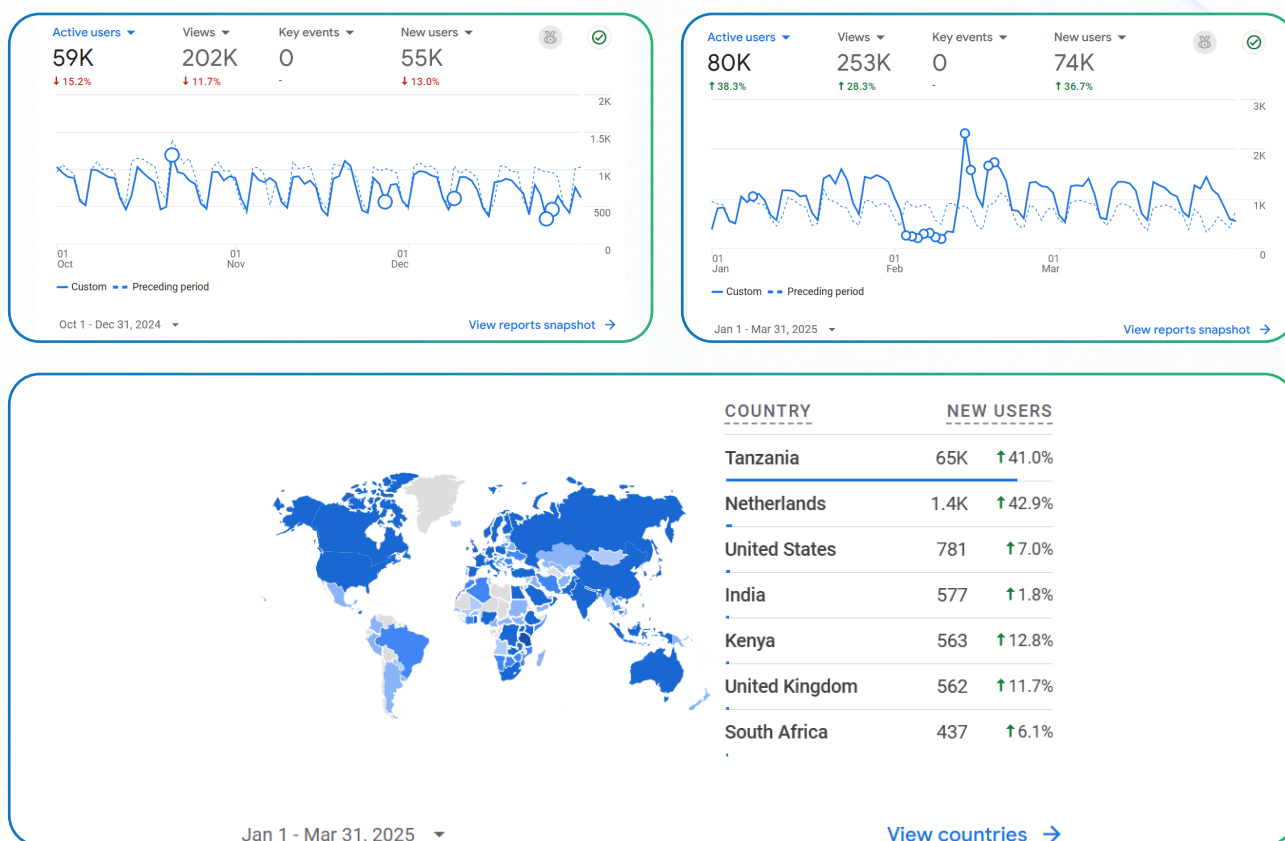 Active users Views Key events New users
59K 202K 0 55K
↓ 15.2% ↓ 11.7% - ↓ 13.0%
2K
1.5K
1K
500
0
01 01 01
Oct Nov Dec
Custom Preceding period
Oct 1 - Dec 31, 2024
View reports snapshot →
Active users Views Key events New users
80K 253K 0 74K
↑ 38.3% ↑ 28.3% - ↑ 36.7%
3K
2K
1K
0
01 01 01
Jan Feb Mar
Custom Preceding period
Jan 1 - Mar 31, 2025
View reports snapshot →
COUNTRY NEW USERS
Tanzania 65K ↑ 41.0%
Netherlands 1.4K ↑ 42.9%
United States 781 ↑ 7.0%
India 577 ↑ 1.8%
Kenya 563 ↑ 12.8%
United Kingdom 562 ↑ 11.7%
South Africa 437 ↑ 6.1%
Jan 1 - Mar 31, 2025
View countries →